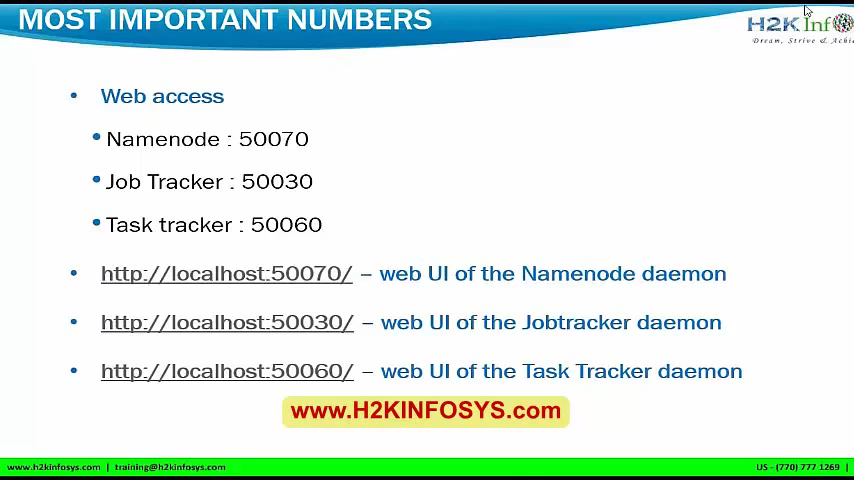 MOST IMPORTANT NUMBERS
H2K Inf
Dream, Strive & Achi
• Web access
• Namenode : 50070
• Job Tracker : 50030
• Task tracker : 50060
• http://localhost:50070/ – web UI of the Namenode daemon
• http://localhost:50030/ – web UI of the Jobtracker daemon
• http://localhost:50060/ – web UI of the Task Tracker daemon
www.H2KINFOSYS.com
www.h2kinfosys.com | training@h2kinfosys.com
US - (770) 777 1269 |